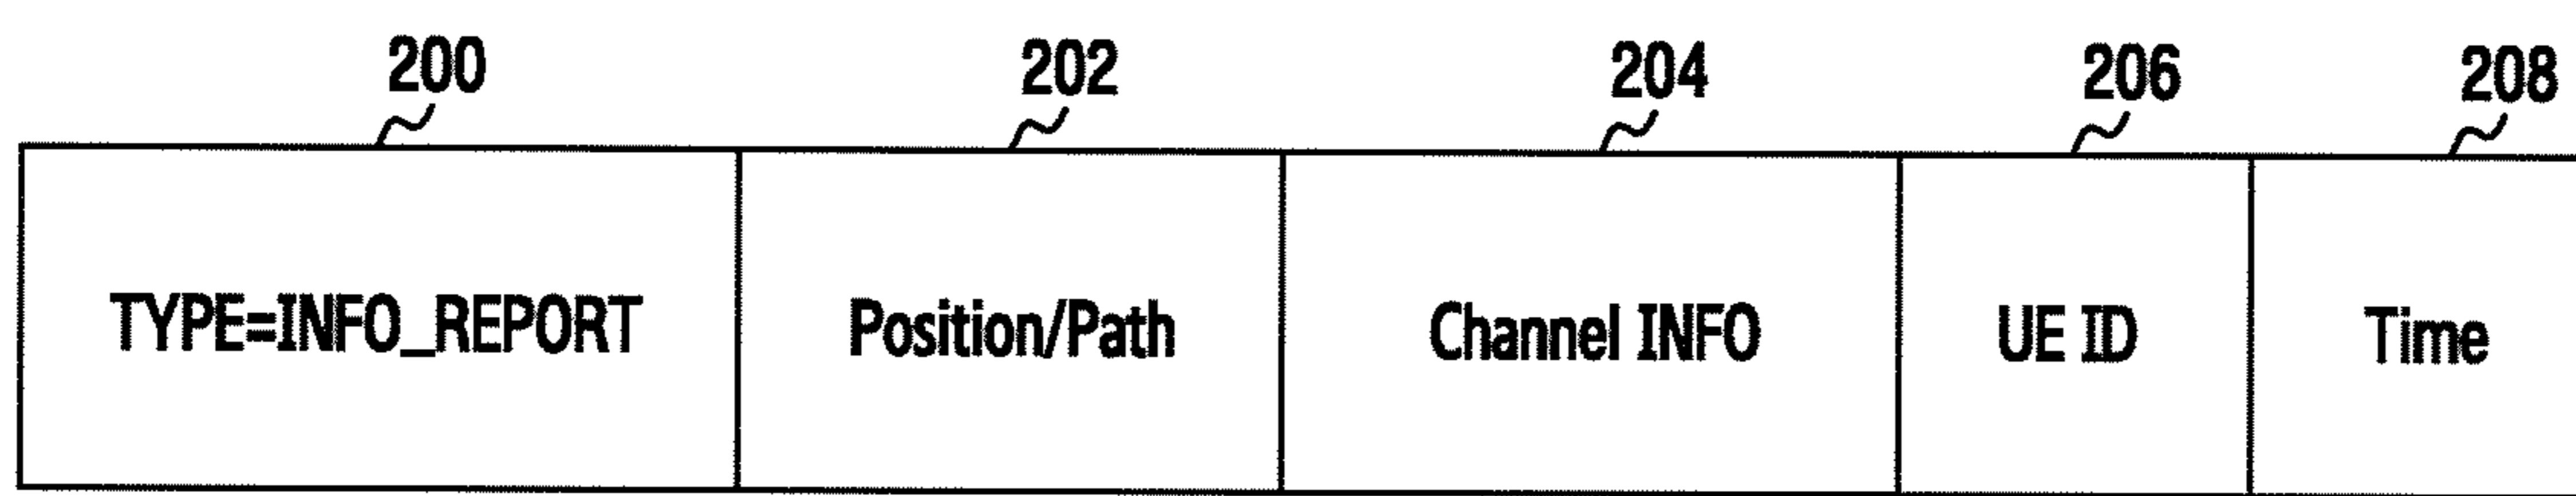 200 202 204 206 208
TYPE=INFO_REPORT Position/Path Channel INFO UE ID Time